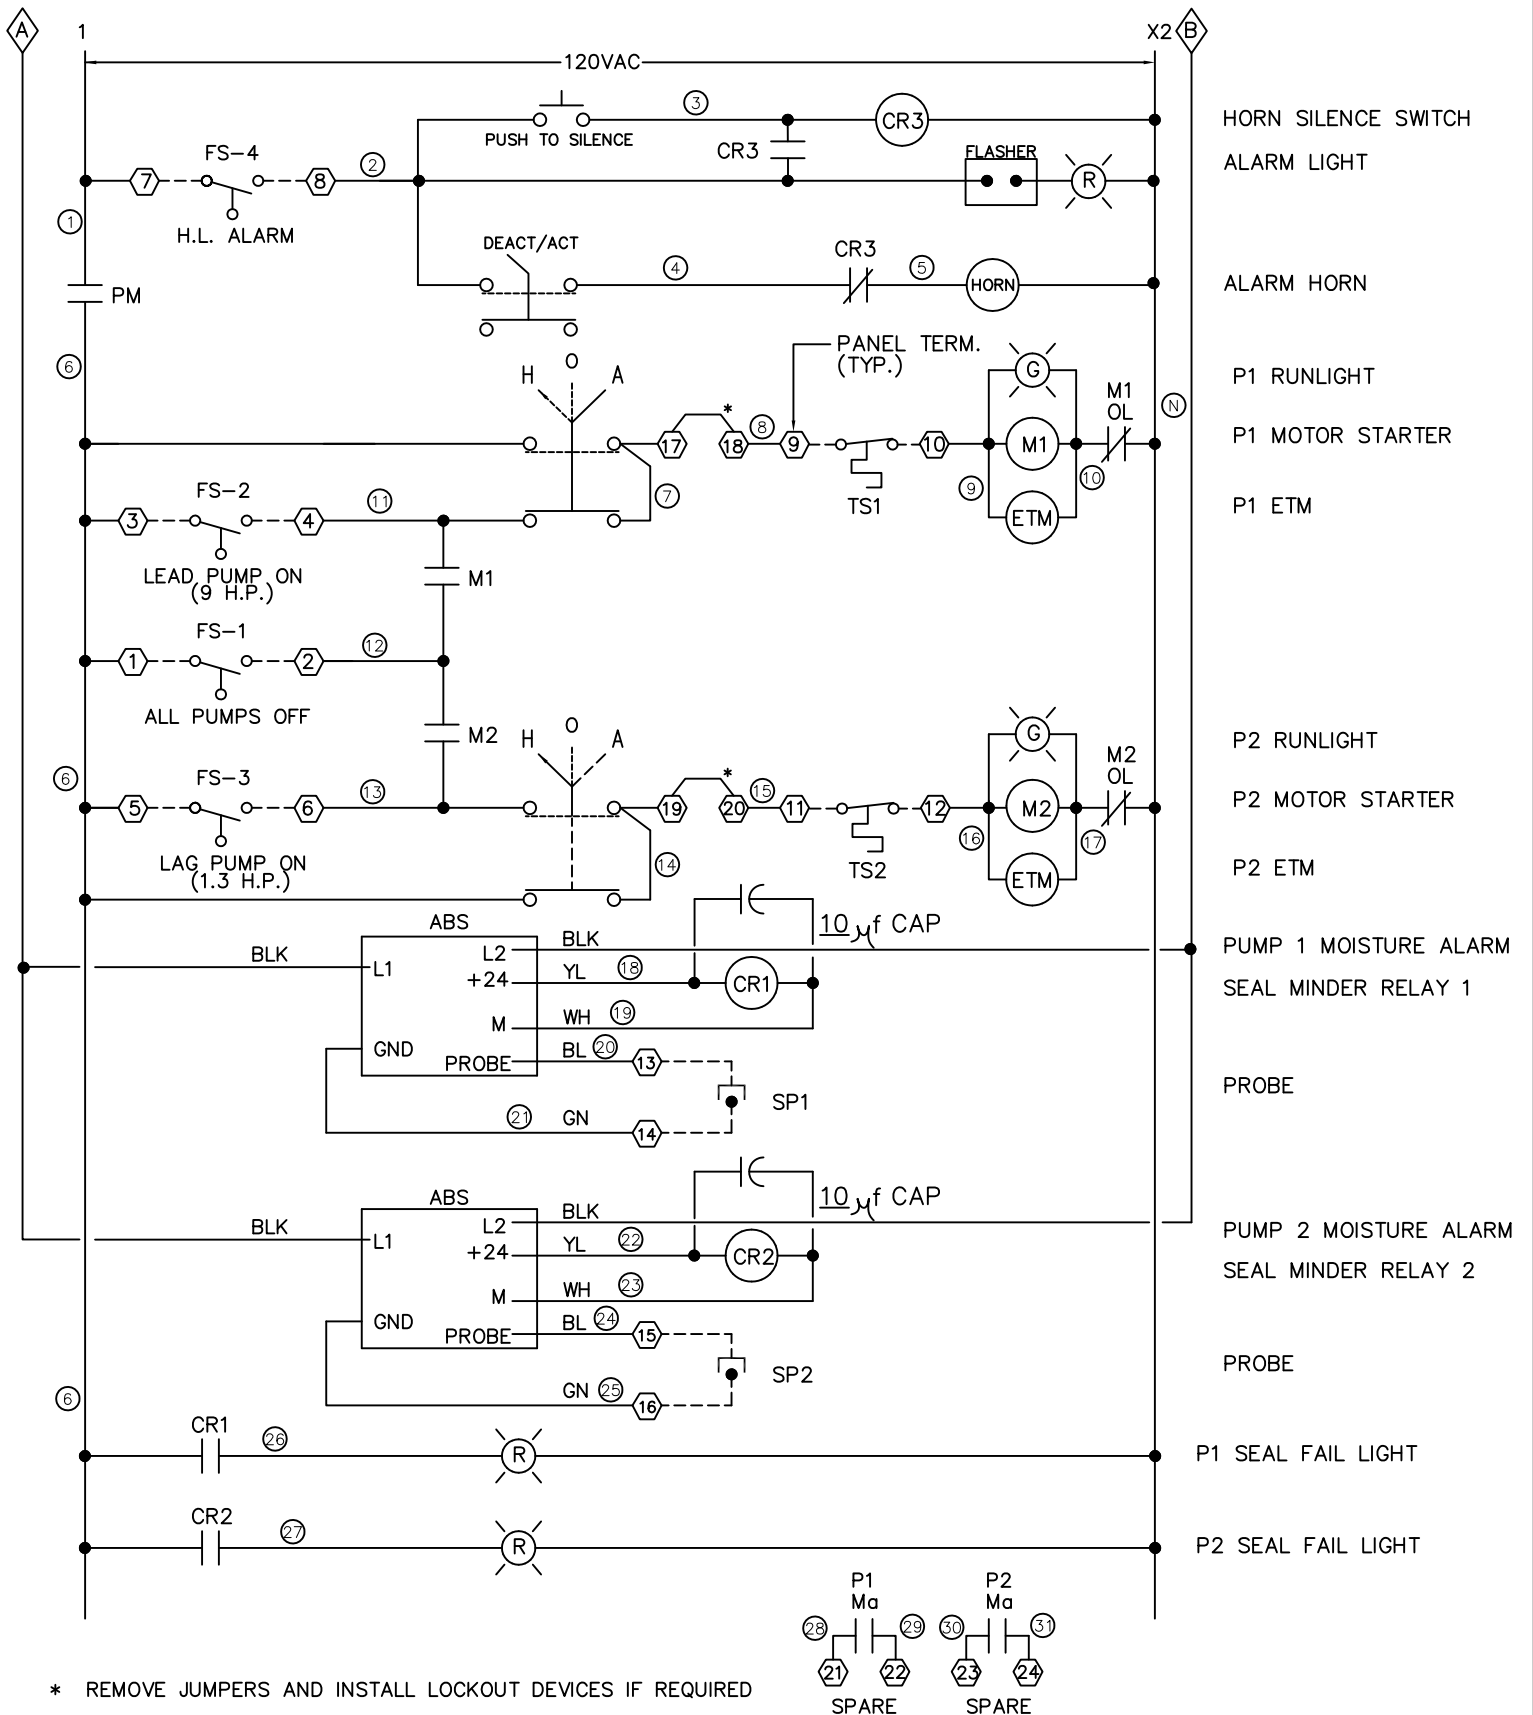 A
1
X2
B
120VAC
3
CR3
HORN SILENCE SWITCH
PUSH TO SILENCE
FS-4
2
CR3
FLASHER
ALARM LIGHT
7
8
R
1
H.L. ALARM
DEACT/ACT
4
CR3
5
HORN
ALARM HORN
PM
6
PANEL TERM.
(TYP.)
O
H
A
G
P1 RUNLIGHT
M1
OL
N
*
17
18
8
9
10
M1
P1 MOTOR STARTER
FS-2
11
7
TS1
9
10
3
4
ETM
P1 ETM
LEAD PUMP ON
(9 H.P.)
M1
FS-1
12
1
2
ALL PUMPS OFF
M2
O
H
A
G
P2 RUNLIGHT
M2
OL
6
FS-3
13
*
15
5
6
19
20
11
12
M2
P2 MOTOR STARTER
LAG PUMP ON
(1.3 H.P.)
14
TS2
16
17
ETM
P2 ETM
ABS
10 µf CAP
BLK
L1
L2
BLK
PUMP 1 MOISTURE ALARM
+24
YL
18
CR1
SEAL MINDER RELAY 1
M
WH
19
GND
PROBE
BL
20
13
SP1
PROBE
21
GN
14
ABS
10 µf CAP
BLK
L1
L2
BLK
PUMP 2 MOISTURE ALARM
+24
YL
22
CR2
SEAL MINDER RELAY 2
M
WH
23
GND
PROBE
BL
24
15
SP2
PROBE
GN
25
16
6
CR1
26
R
P1 SEAL FAIL LIGHT
CR2
27
R
P2 SEAL FAIL LIGHT
P1
Ma
P2
Ma
28
29
30
31
21
22
23
24
SPARE
SPARE
* REMOVE JUMPERS AND INSTALL LOCKOUT DEVICES IF REQUIRED